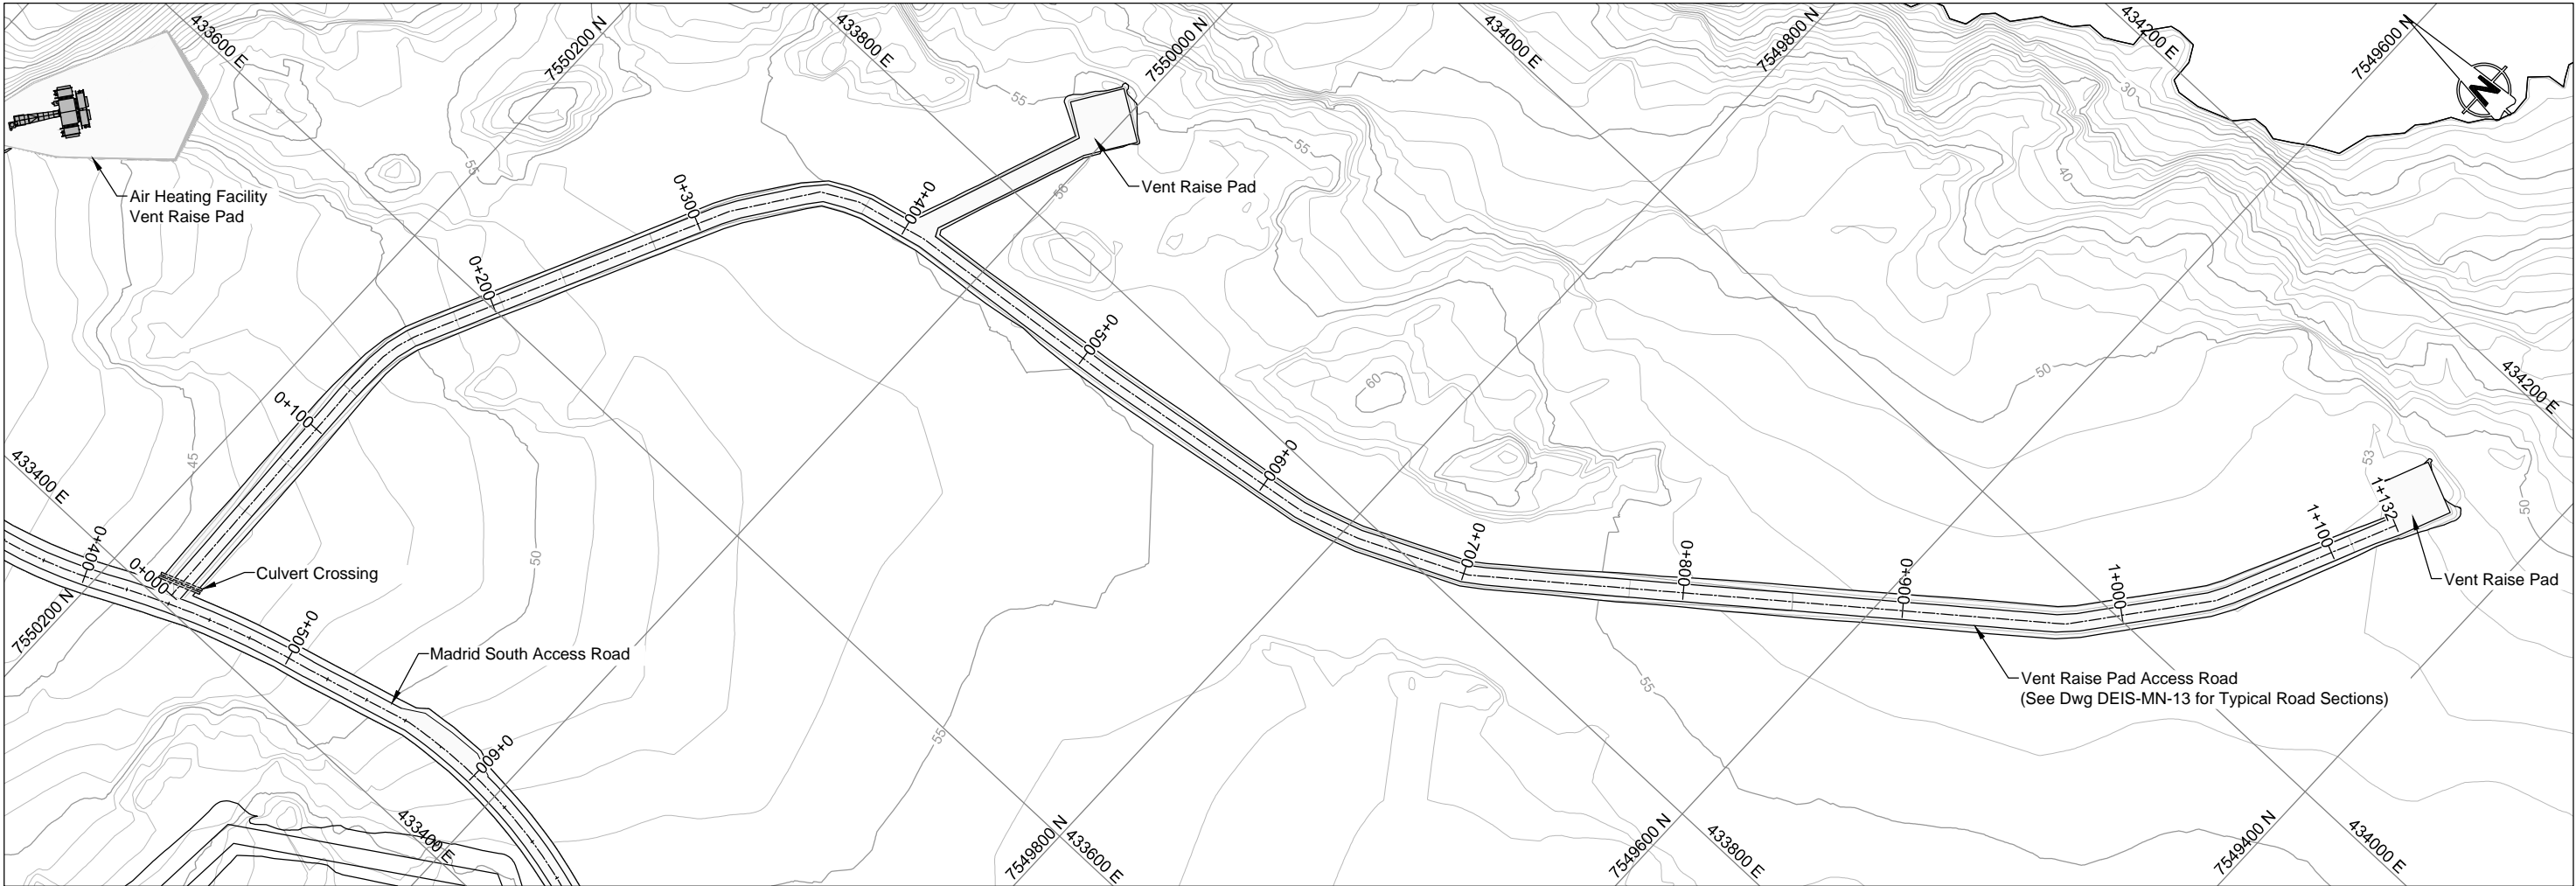 433600 E
7550200 N
433800 E
7550000 N
434000 E
7549800 N
434200 E
7549600 N
N
30
55
55
55
40
50
Air Heating Facility
Vent Raise Pad
Vent Raise Pad
0+300
0+400
0+200
0+500
50
60
434200 E
0+100
45
433400 E
0+600
53
50
1+132
1+100
0+400
0+000
Culvert Crossing
50
0+700
0+800
0+900
1+000
Vent Raise Pad
7550200 N
0+500
Madrid South Access Road
55
Vent Raise Pad Access Road
(See Dwg DEIS-MN-13 for Typical Road Sections)
0+600
55
433400 E
7549800 N
433600 E
7549600 N
433800 E
7549400 N
434000 E